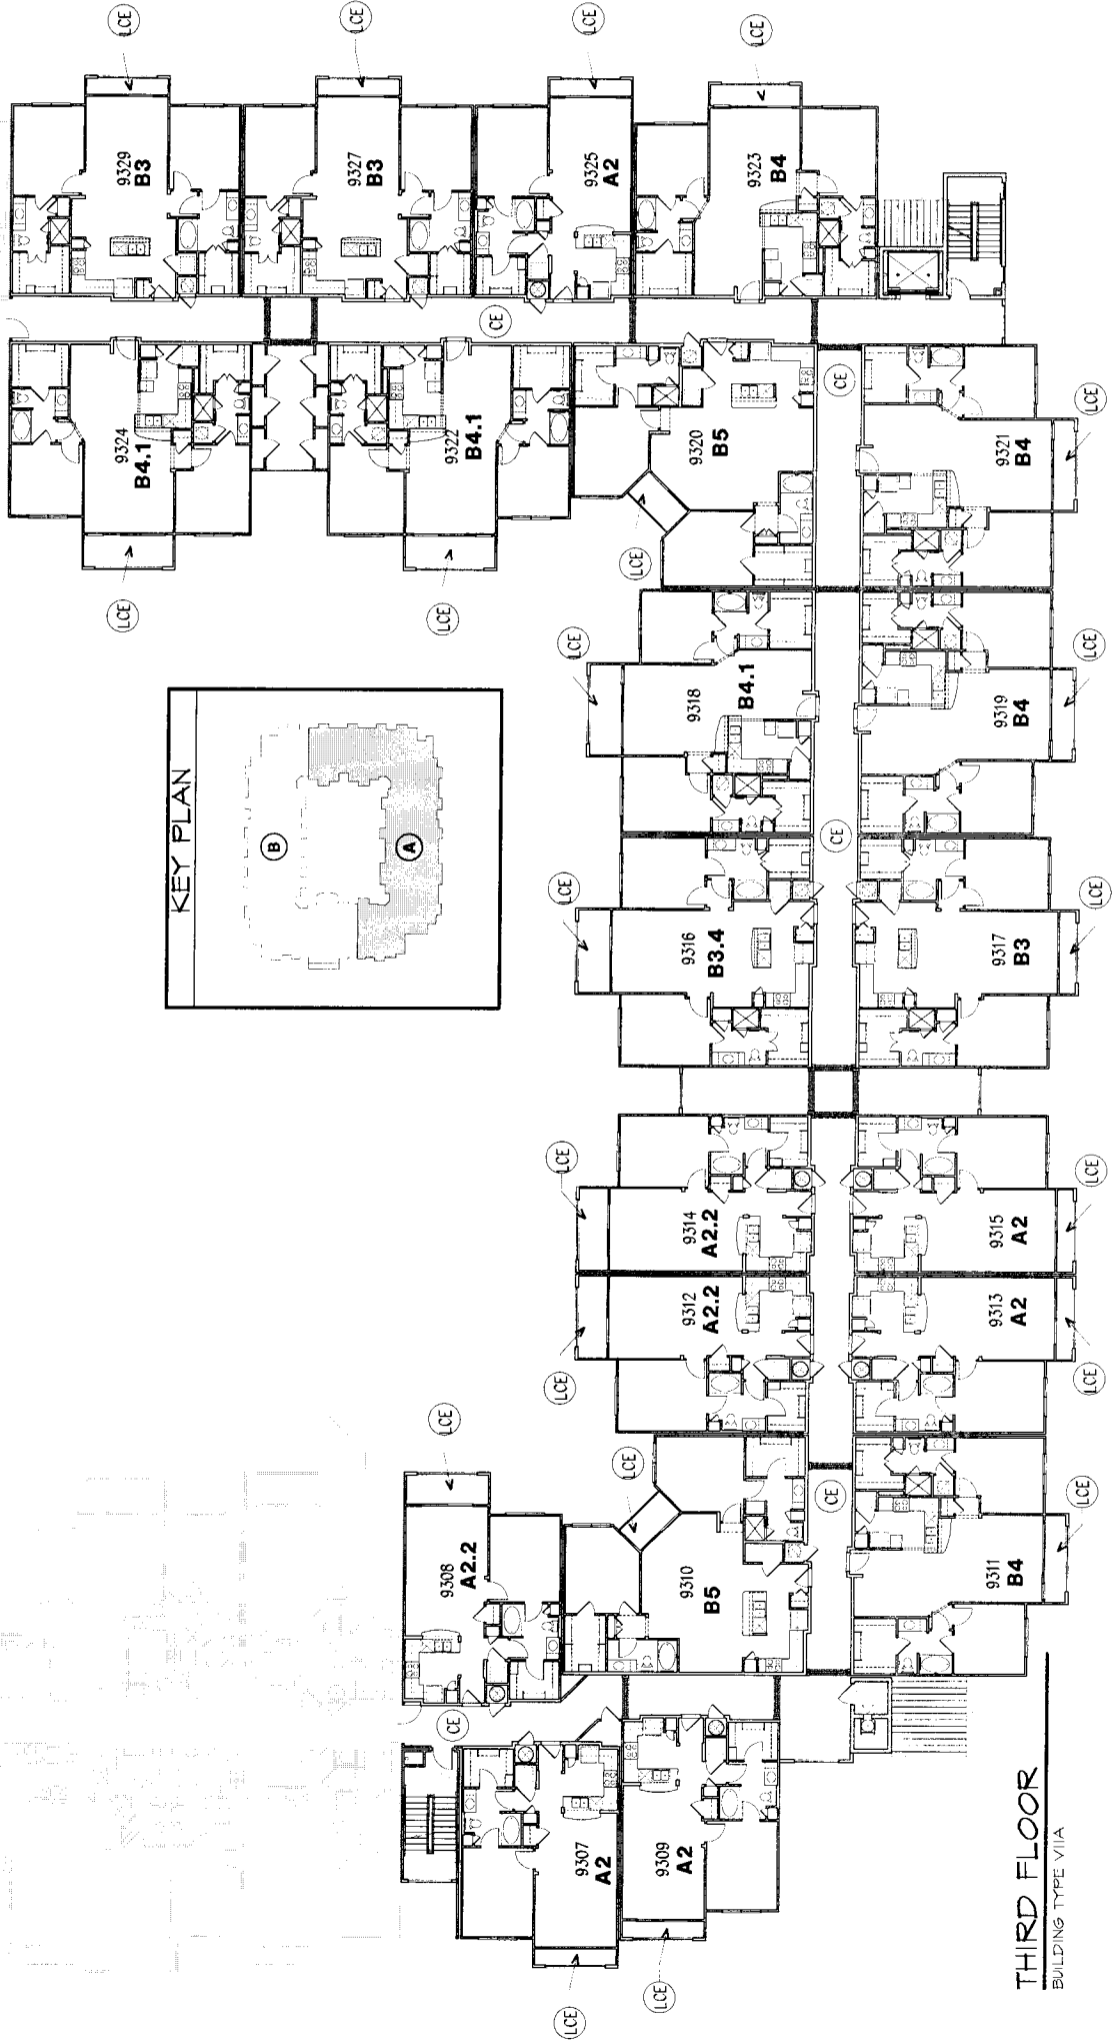 THIRD FLOOR
BUILDING TYPE VIIA
KEY PLAN
B
A
9307
A2
LCE
9309
A2
LCE
CE
9308
A2.2
LCE
9310
B5
LCE
9311
B4
LCE
CE
9312
A2.2
LCE
9313
A2
LCE
9314
A2.2
LCE
9315
A2
LCE
9316
B3.4
LCE
9317
B3
LCE
CE
9318
B4.1
LCE
9319
B4
LCE
9320
B5
LCE
9321
B4
LCE
CE
9322
B4.1
LCE
9323
B4
LCE
9324
B4.1
LCE
9325
A2
LCE
CE
9327
B3
LCE
9329
B3
LCE